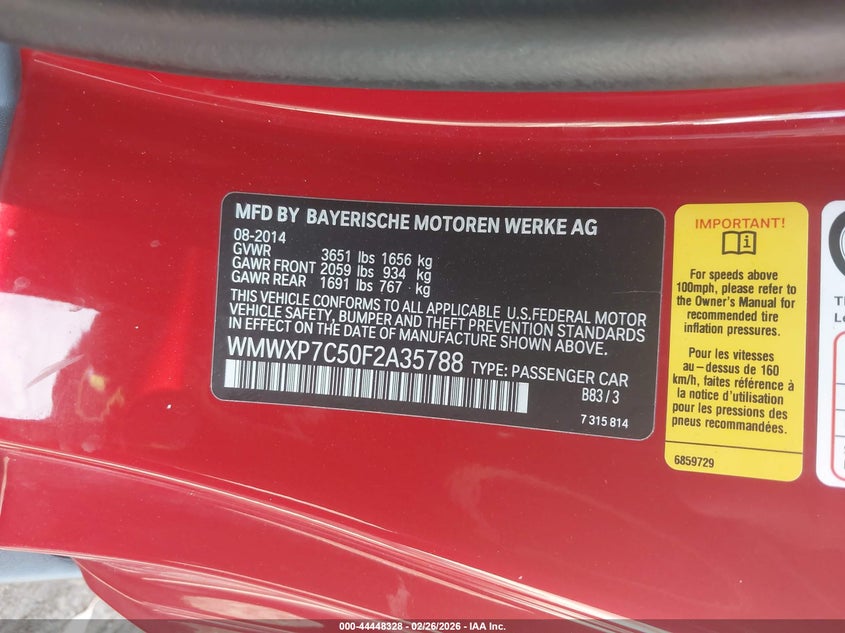 MFD BY BAYERISCHE MOTOREN WERKE AG
08-2014
GVWR 3651 lbs 1656 kg
GAWR FRONT 2059 lbs 934 kg
GAWR REAR 1691 lbs 767 kg
THIS VEHICLE CONFORMS TO ALL APPLICABLE U.S.FEDERAL MOTOR
VEHICLE SAFETY, BUMPER AND THEFT PREVENTION STANDARDS
IN EFFECT ON THE DATE OF MANUFACTURE SHOWN ABOVE.
WMWXP7C50F2A35788 TYPE: PASSENGER CAR
B83 / 3
7 315 814
IMPORTANT!
For speeds above
100mph, please refer to
the Owner's Manual for
recommended tire
inflation pressures.
Pour les vitesses
au-dessus de 160
km/h, faites référence à
la notice d'utilisation
pour les pressions des
pneus recommandées.
6859729
000-44448328 - 02/26/2026 - IAA Inc.